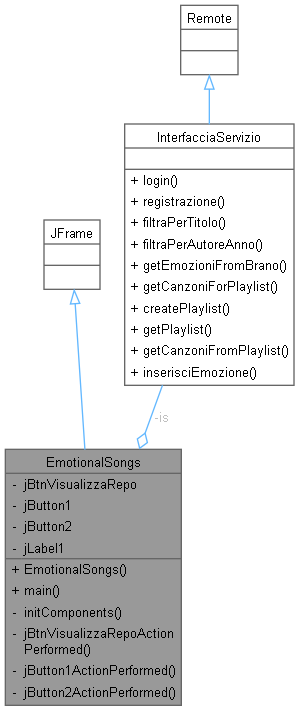 Remote
InterfacciaServizio
+ login()
+ registrazione()
+ filtraPerTitolo()
+ filtraPerAutoreAnno()
+ getEmozioniFromBrano()
+ getCanzoniForPlaylist()
+ createPlaylist()
+ getPlaylist()
+ getCanzoniFromPlaylist()
+ inserisciEmozione()
JFrame
-is
EmotionalSongs
- jBtnVisualizzaRepo
- jButton1
- jButton2
- jLabel1
+ EmotionalSongs()
+ main()
- initComponents()
- jBtnVisualizzaRepoAction
Performed()
- jButton1ActionPerformed()
- jButton2ActionPerformed()